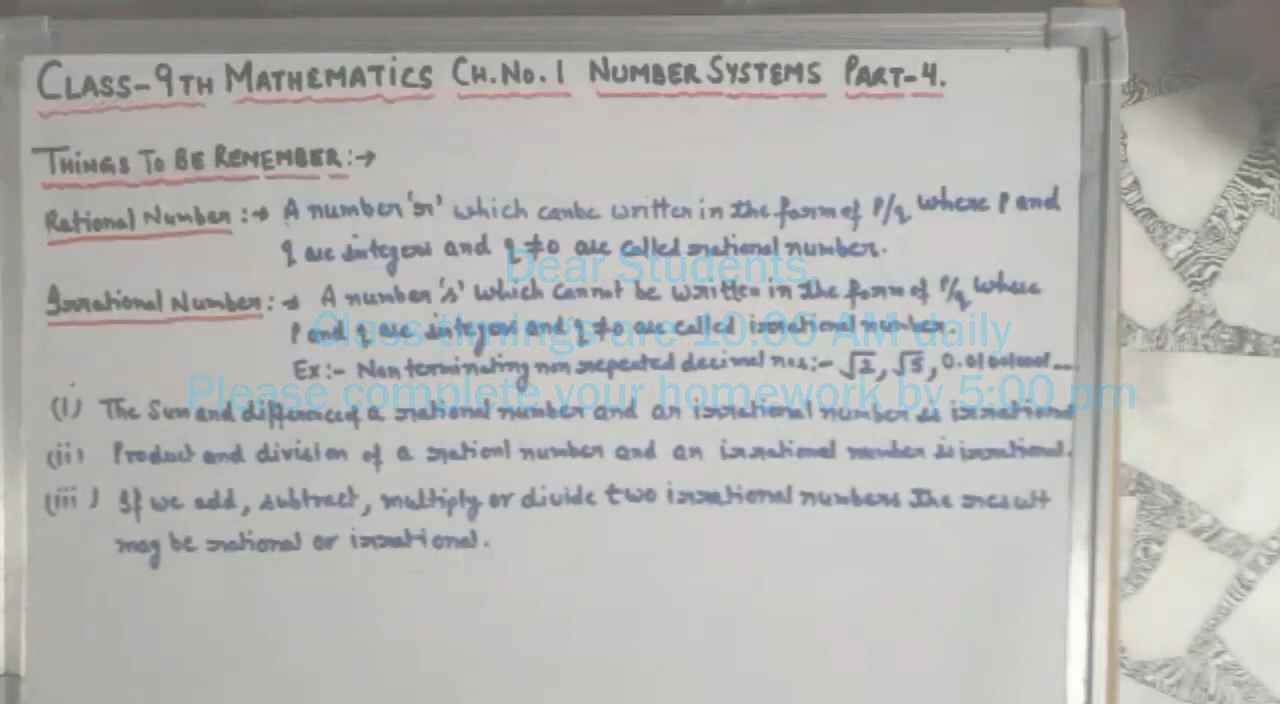 CLASS-9TH MATHEMATICS CH.NO.1 NUMBER SYSTEMS PART-4.
THINGS TO BE REMEMBER:→
Rational Number:→ A number 'r' which canbe written in the form of P/q where P and
q are integers and q≠0 are called rational number.
Dear Students,
Irrational Number:→ A number 's' which cannot be written in the form of P/q where
P and q are integers and q≠0 are called irrational number.
Class timings are 10:00 AM daily
Ex:- Non terminating non repeated decimal nos:- √2, √5,
Please complete your homework by 5:00 pm
(i) The Sum and difference of a rational number and an irrational number is irrational
(ii) Product and division of a rationl number and an irrational number is irrational.
(iii) If we add, subtract, multiply or divide two irrational numbers the result
may be rational or irrational.